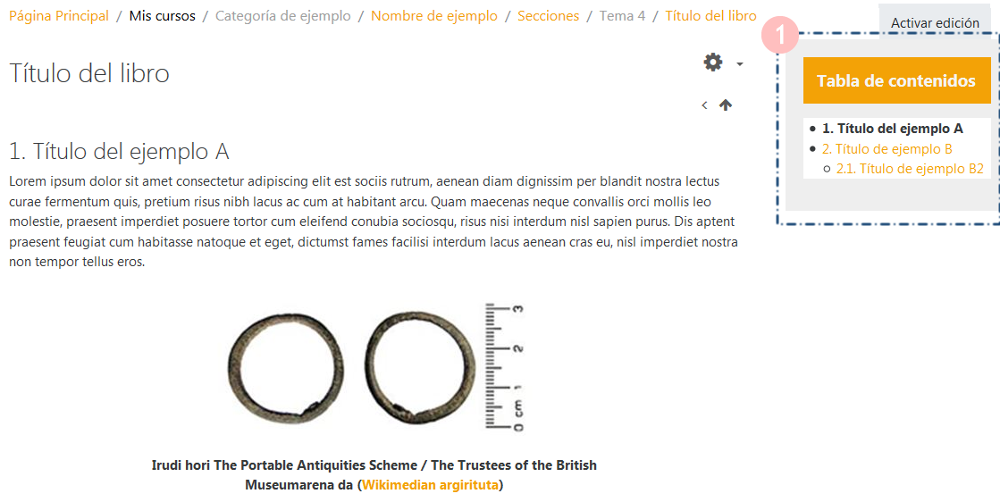 Página Principal / Mis cursos / Categoría de ejemplo / Nombre de ejemplo / Secciones / Tema 4 / Título del libro
Activar edición
1
Título del libro
Tabla de contenidos
1. Título del ejemplo A
2. Título de ejemplo B
2.1. Título de ejemplo B2
1. Título del ejemplo A
Lorem ipsum dolor sit amet consectetur adipiscing elit est sociis rutrum, aenean diam dignissim per blandit nostra lectus
curae fermentum quis, pretium risus nibh lacus ac cum at habitant arcu. Quam maecenas neque convallis orci mollis leo
molestie, praesent imperdiet posuere tortor cum eleifend conubia sociosqu, risus nisi interdum nisl sapien purus. Dis aptent
praesent feugiat cum habitasse natoque et eget, dictumst fames facilisi interdum lacus aenean cras eu, nisl imperdiet nostra
non tempor tellus eros.
3
2
1
0 cm
Irudi hori The Portable Antiquities Scheme / The Trustees of the British
Museumarena da (Wikimedian argirituta)